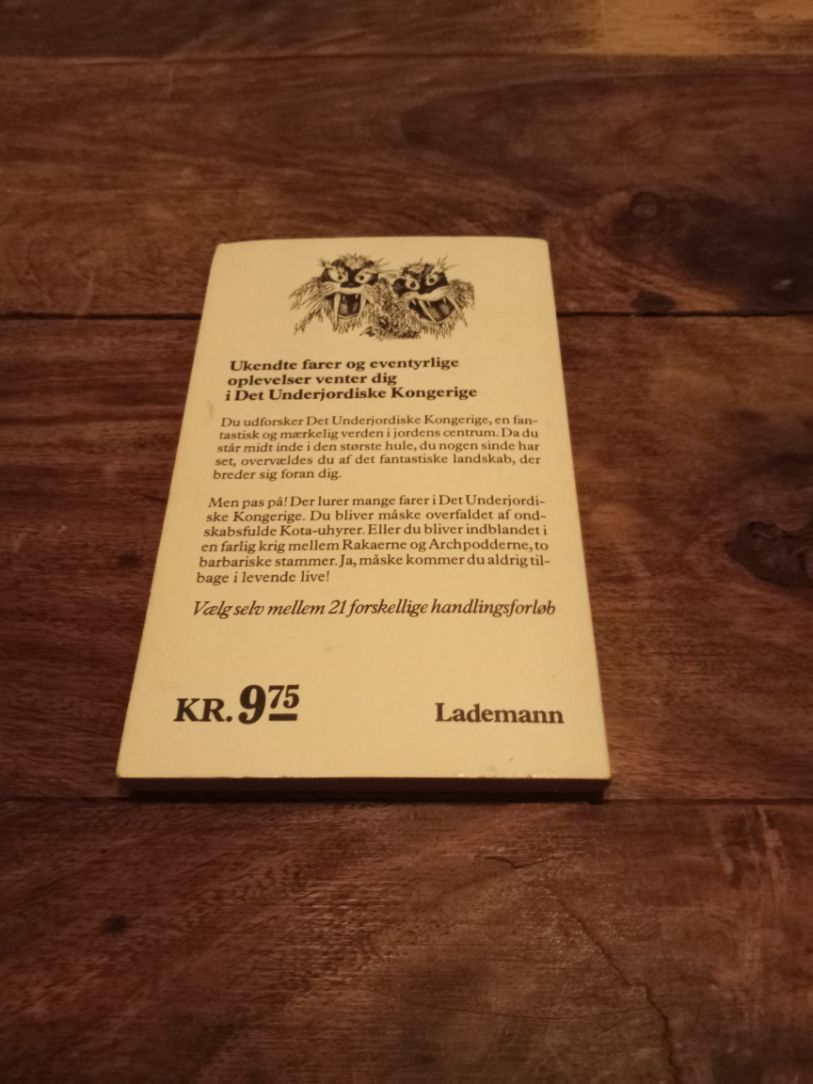 Ukendte farer og eventyrlige
oplevelser venter dig
i Det Underjordiske Kongerige
Du udforsker Det Underjordiske Kongerige, en fan-
tastisk og mærkelig verden i jordens centrum. Da du
står midt inde i den største hule, du nogen sinde har
set, overvældes du af det fantastiske landskab, der
breder sig foran dig.
Men pas på! Der lurer mange farer i Det Underjordi-
ske Kongerige. Du bliver måske overfaldet af ond-
skabsfulde Kota-uhyrer. Eller du bliver indblandet i
en farlig krig mellem Rakaerne og Archpodderne, to
barbariske stammer. Ja, måske kommer du aldrig til-
bage i levende live!
Vælg selv mellem 21 forskellige handlingsforløb
KR. 9 75
Lademann